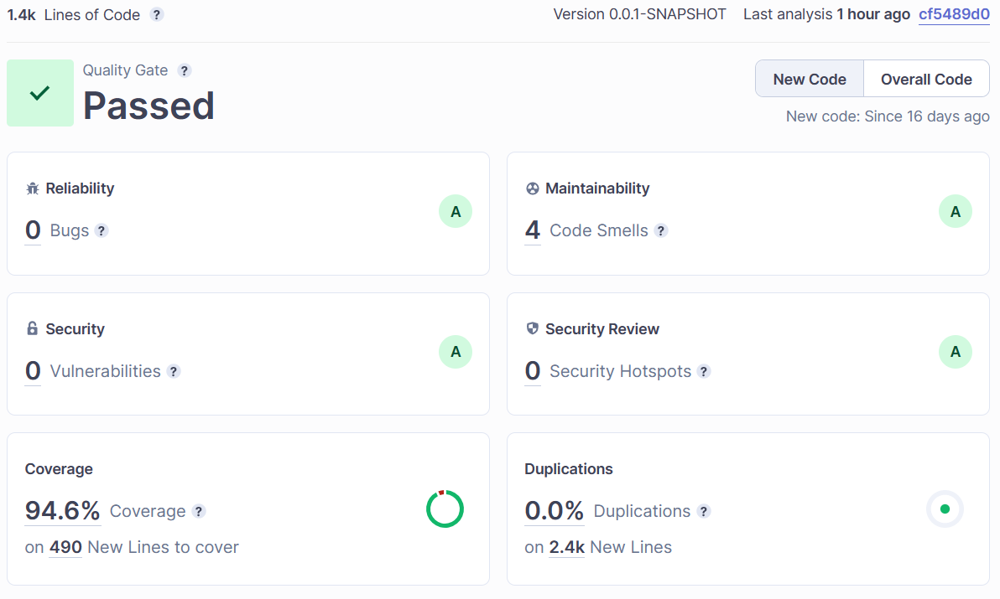 1.4k Lines of Code ?
Version 0.0.1-SNAPSHOT Last analysis 1 hour ago cf5489d0
Quality Gate ?
Passed
New Code Overall Code
New code: Since 16 days ago
Reliability
0 Bugs ?
A
Maintainability
4 Code Smells ?
A
Security
0 Vulnerabilities ?
A
Security Review
0 Security Hotspots ?
A
Coverage
94.6% Coverage ?
on 490 New Lines to cover
Duplications
0.0% Duplications ?
on 2.4k New Lines